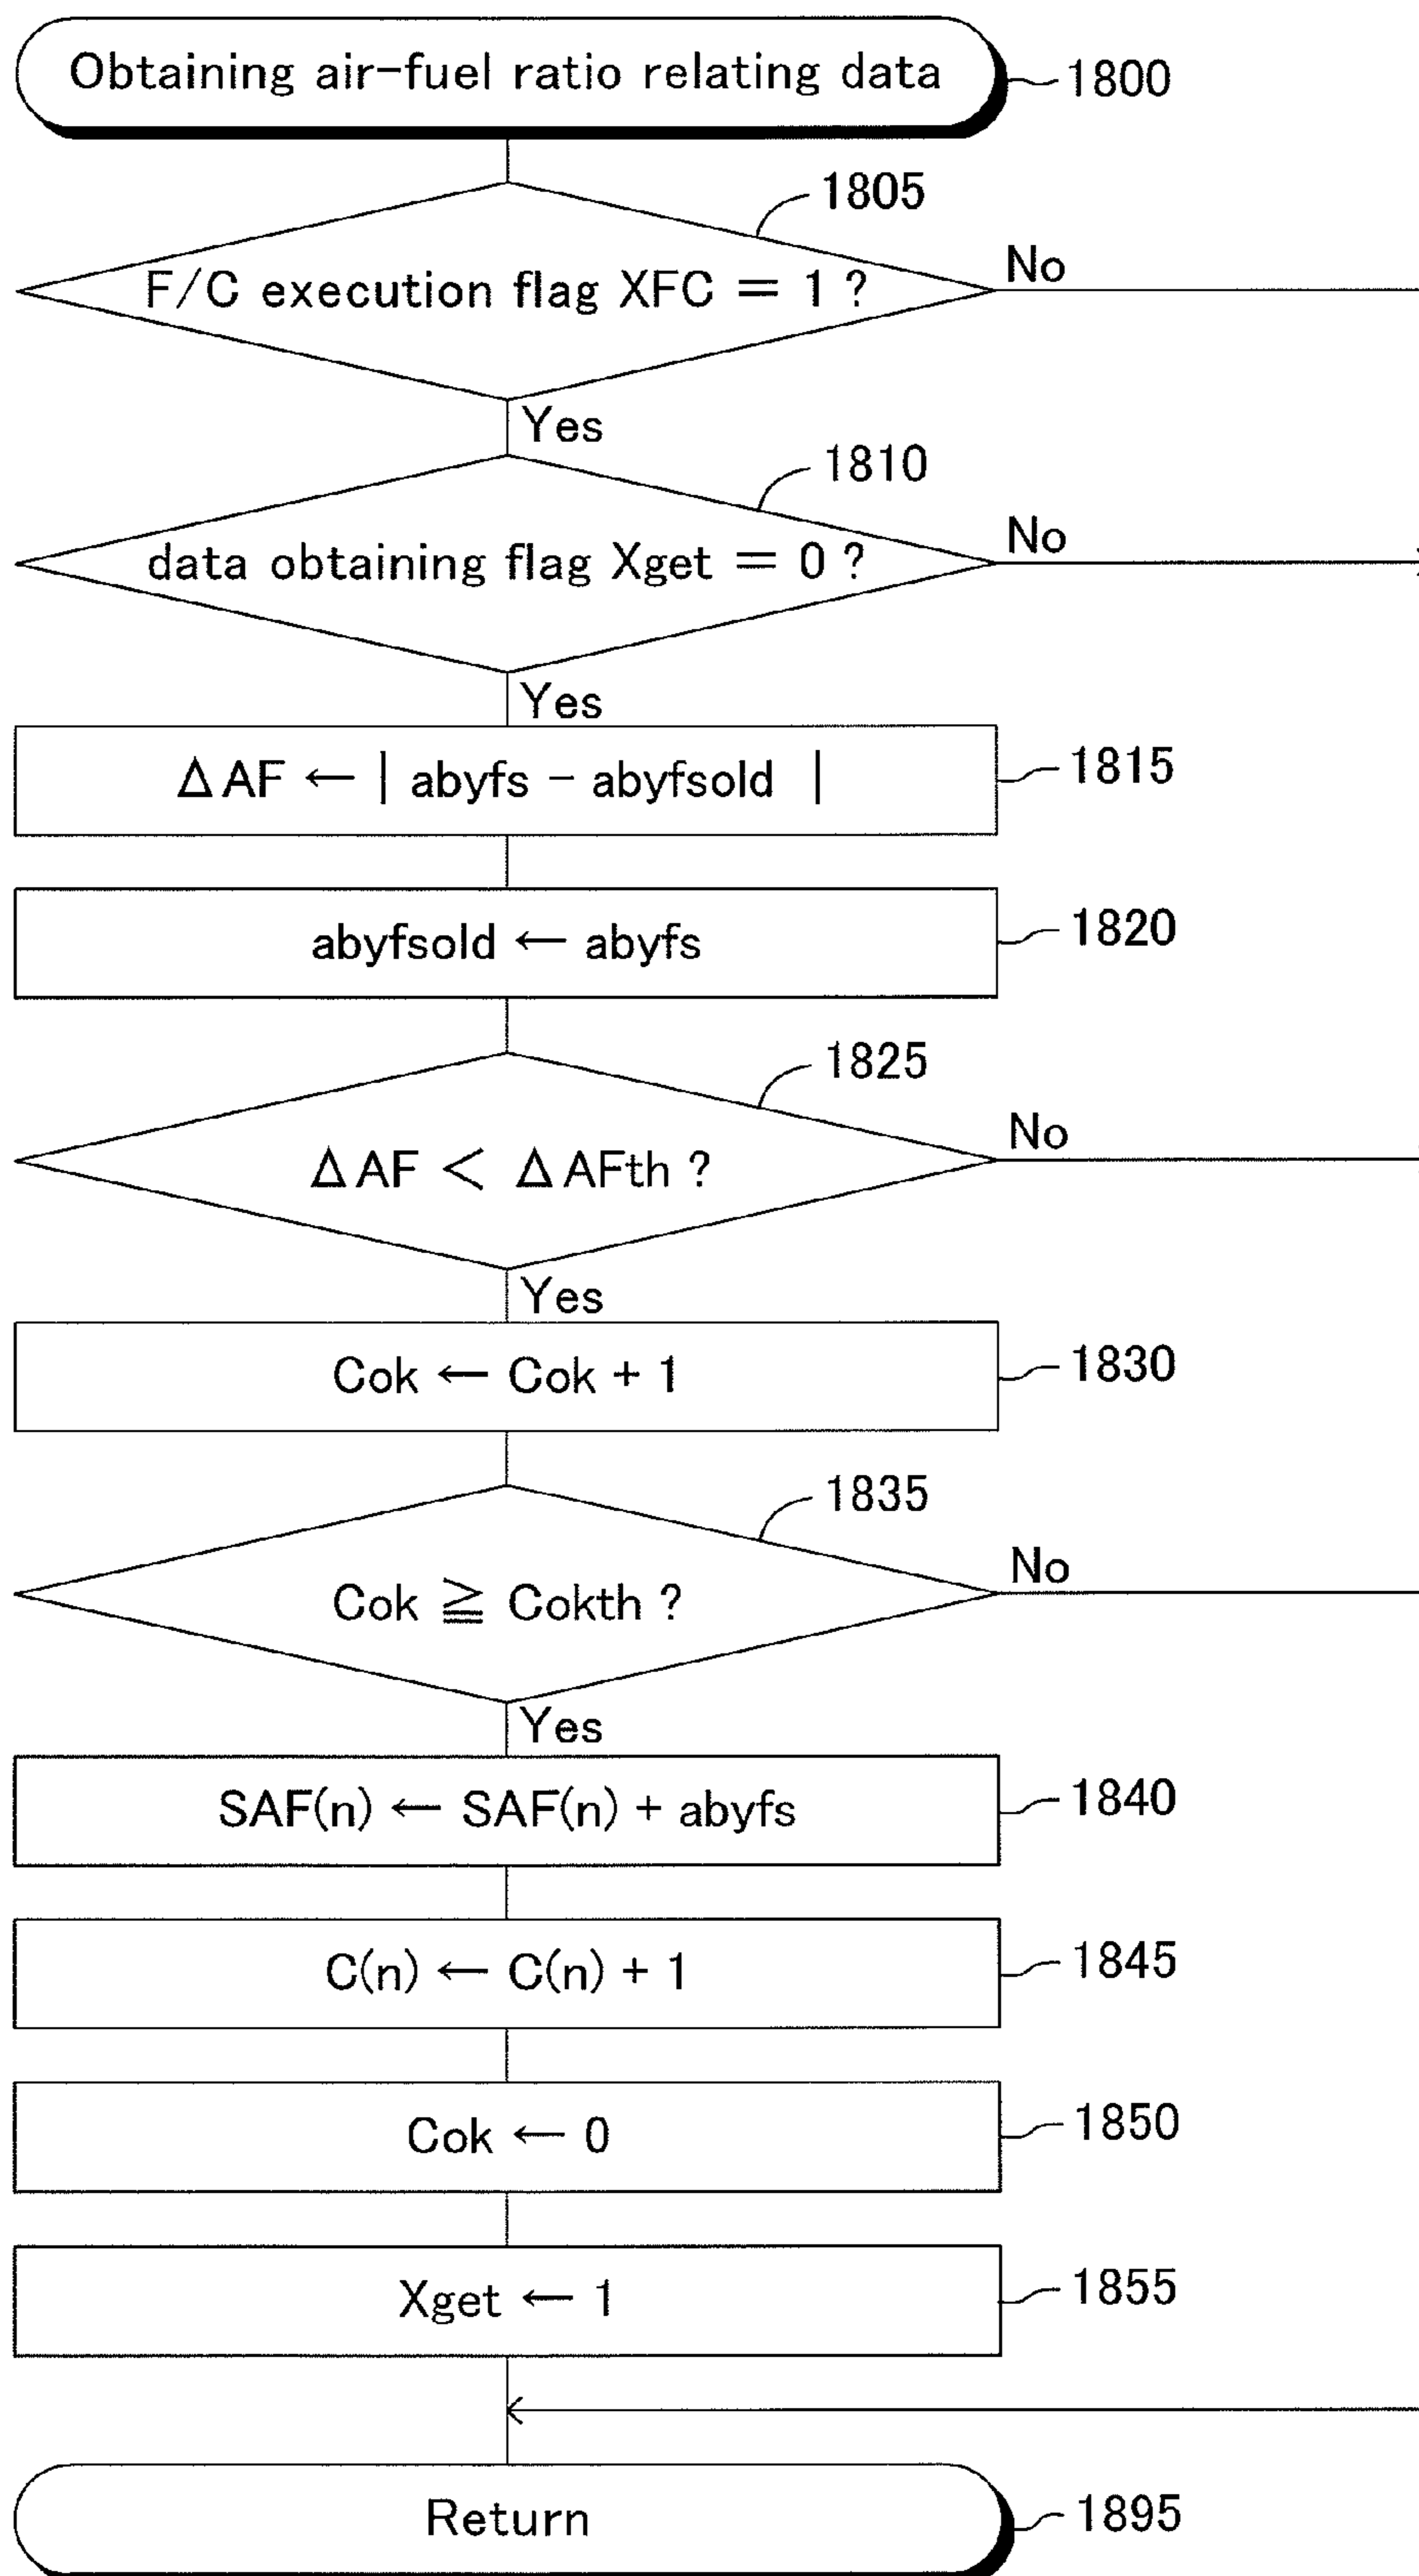 Obtaining air-fuel ratio relating data
1800
1805
F/C execution flag XFC = 1 ?
No
Yes
1810
data obtaining flag Xget = 0 ?
No
Yes
ΔAF ← | abyfs - abyfsold |
1815
abyfsold ← abyfs
1820
1825
ΔAF < ΔAFth ?
No
Yes
Cok ← Cok + 1
1830
1835
Cok ≧ Cokth ?
No
Yes
SAF(n) ← SAF(n) + abyfs
1840
C(n) ← C(n) + 1
1845
Cok ← 0
1850
Xget ← 1
1855
Return
1895